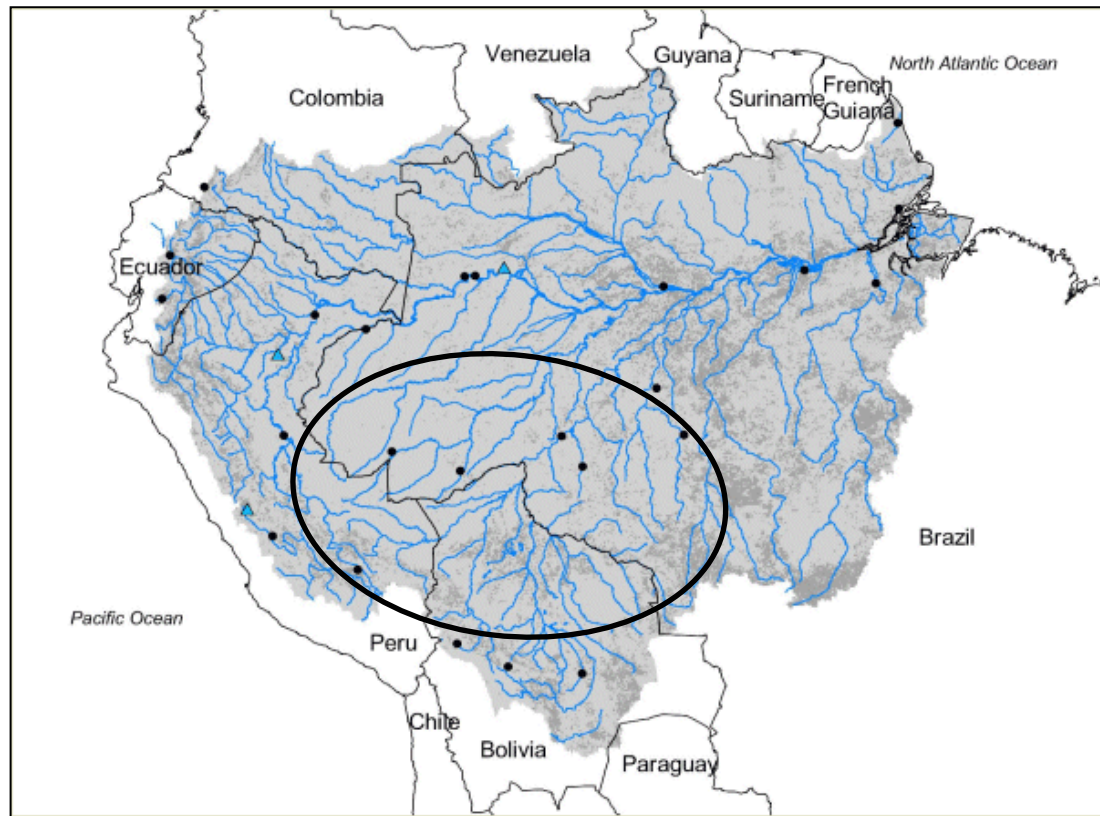 Venezuela
Guyana
North Atlantic Ocean
Colombia
Suriname
French
Guiana
Ecuador
Brazil
Pacific Ocean
Peru
Chile
Bolivia
Paraguay